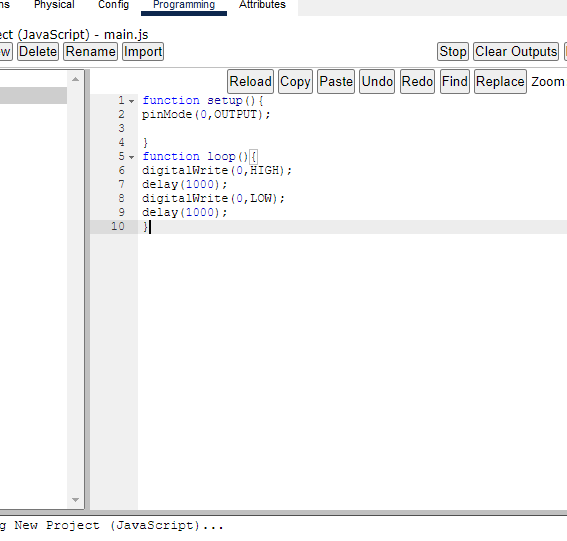 ns Physical Config Programming Attributes
ect (JavaScript) - main.js
ew Delete Rename Import Stop Clear Outputs
Reload Copy Paste Undo Redo Find Replace Zoom
1 function setup(){
2 pinMode(0,OUTPUT);
3
4 }
5 function loop(){
6 digitalWrite(0,HIGH);
7 delay(1000);
8 digitalWrite(0,LOW);
9 delay(1000);
10 }
g New Project (JavaScript)...